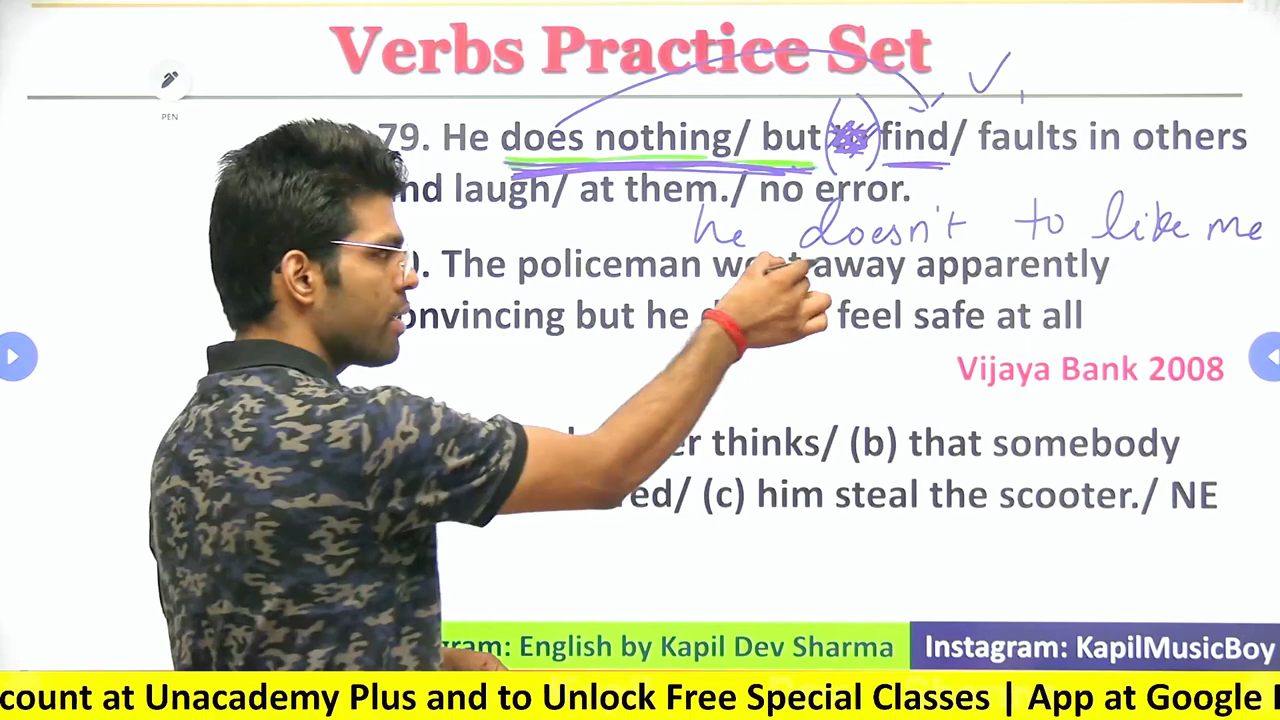 Verbs Practice Set
PEN
79. He does nothing/ but find/ faults in others
nd laugh/ at them./ no error.
he doesn't to like me
. The policeman went away apparently
onvincing but he feel safe at all
Vijaya Bank 2008
er thinks/ (b) that somebody
ed/ (c) him steal the scooter./ NE
gram: English by Kapil Dev Sharma
Instagram: KapilMusicBoy
count at Unacademy Plus and to Unlock Free Special Classes | App at Google